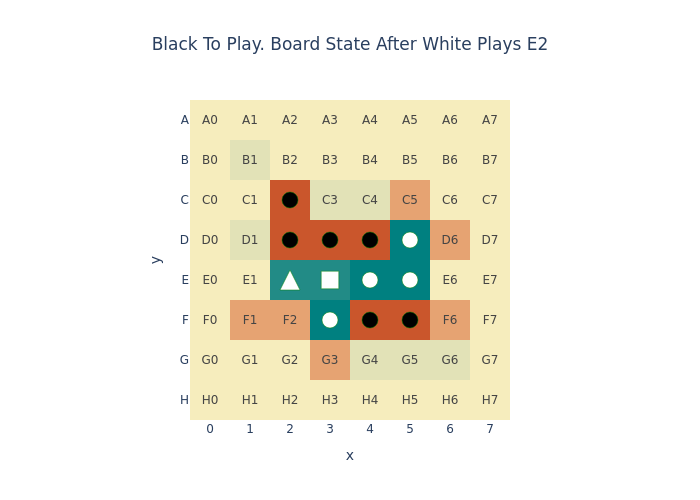 Black To Play. Board State After White Plays E2
A A0 A1 A2 A3 A4 A5 A6 A7
B B0 B1 B2 B3 B4 B5 B6 B7
C C0 C1 C3 C4 C5 C6 C7
D D0 D1 D6 D7
y
E E0 E1 E6 E7
F F0 F1 F2 F6 F7
G G0 G1 G2 G3 G4 G5 G6 G7
H H0 H1 H2 H3 H4 H5 H6 H7
0 1 2 3 4 5 6 7
x